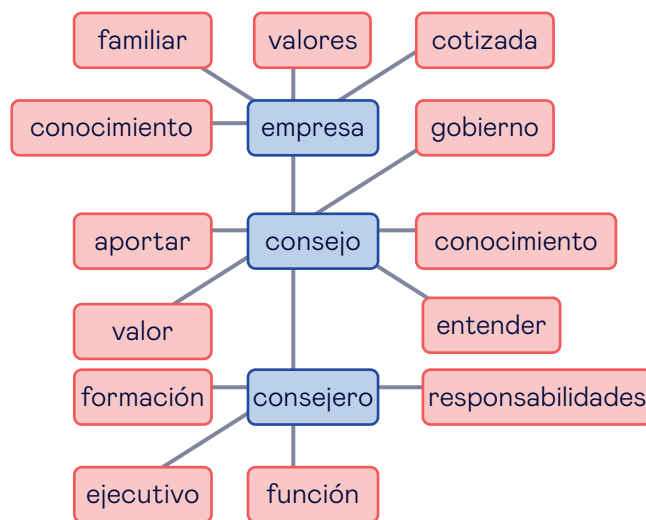 familiar
valores
cotizada
conocimiento
empresa
gobierno
aportar
consejo
conocimiento
valor
entender
formación
consejero
responsabilidades
ejecutivo
función